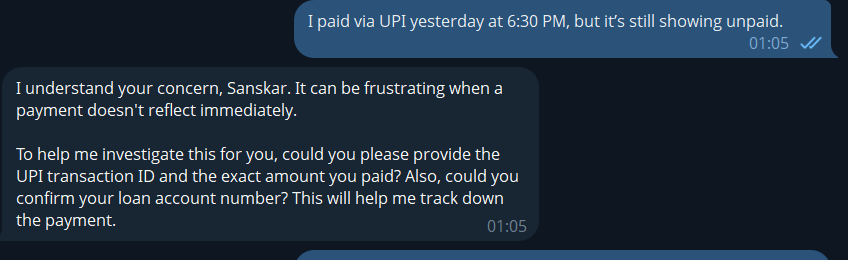 I paid via UPI yesterday at 6:30 PM, but it’s still showing unpaid.
01:05
I understand your concern, Sanskar. It can be frustrating when a
payment doesn't reflect immediately.
To help me investigate this for you, could you please provide the
UPI transaction ID and the exact amount you paid? Also, could you
confirm your loan account number? This will help me track down
the payment.
01:05